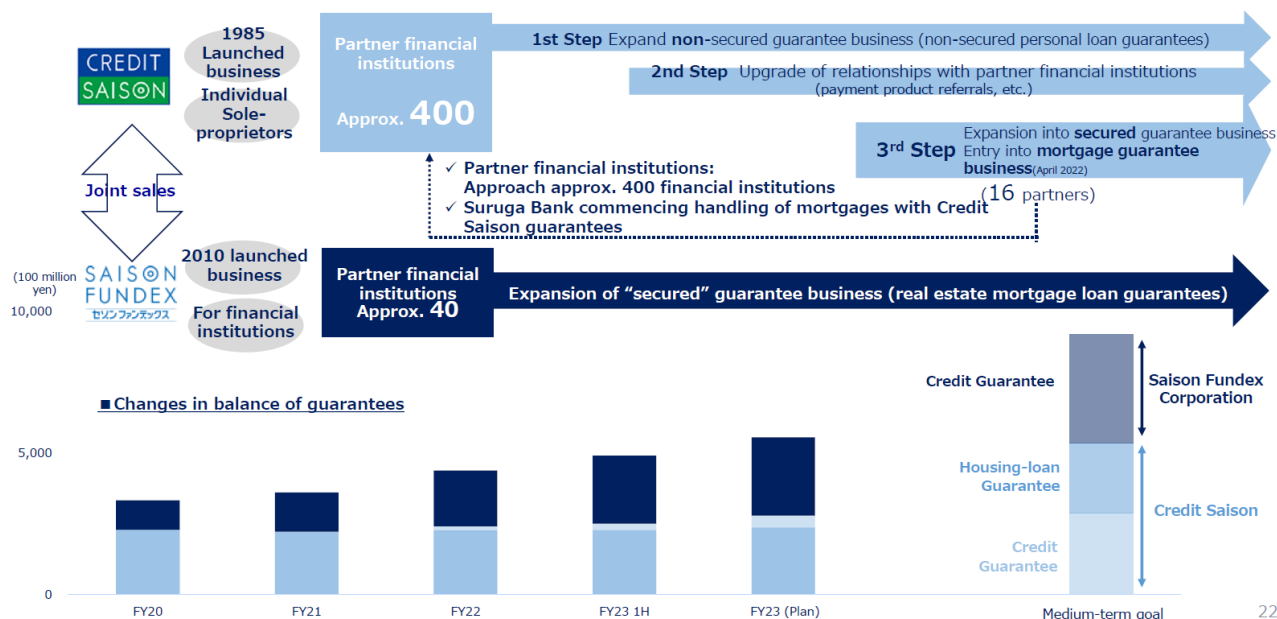 CREDIT
SAISON
1985
Launched
business
Individual
Sole-
proprietors
Partner financial
institutions
Approx. 400
1st Step Expand non-secured guarantee business (non-secured personal loan guarantees)
2nd Step Upgrade of relationships with partner financial institutions
(payment product referrals, etc.)
3rd Step
Expansion into secured guarantee business
Entry into mortgage guarantee
business(April 2022)
(16 partners)
✓ Partner financial institutions:
Approach approx. 400 financial institutions
✓ Suruga Bank commencing handling of mortgages with Credit
Saison guarantees
Joint sales
SAISON
FUNDEX
セゾンファンデックス
2010 launched
business
For financial
institutions
Partner financial
institutions
Approx. 40
Expansion of “secured” guarantee business (real estate mortgage loan guarantees)
(100 million
yen)
10,000
■Changes in balance of guarantees
5,000
0
FY20
FY21
FY22
FY23 1H
FY23 (Plan)
Medium-term goal
Credit Guarantee
Saison Fundex
Corporation
Housing-loan
Guarantee
Credit Saison
Credit
Guarantee
22